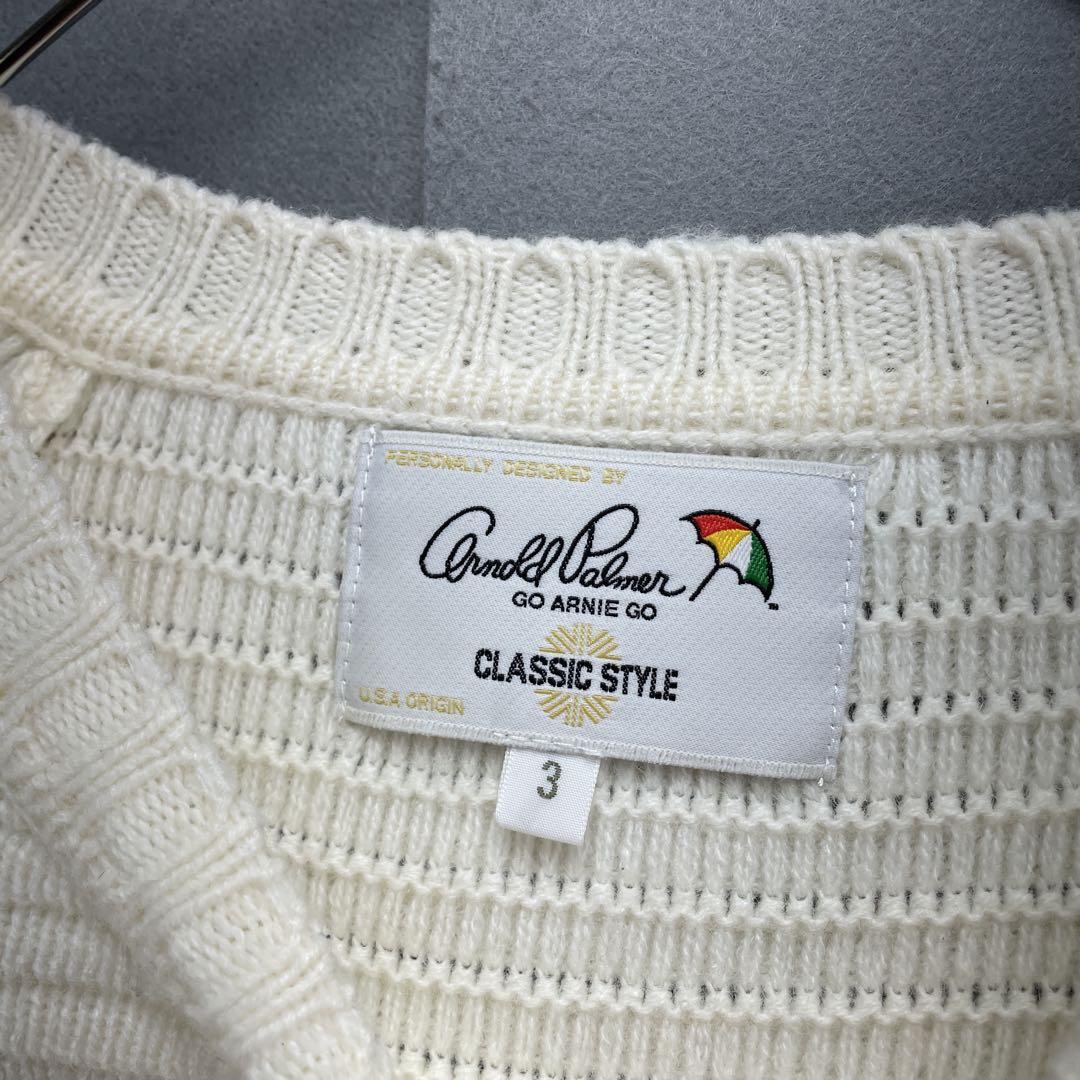 PERSONALLY DESIGNED BY
Arnold Palmer
GO ARNIE GO
CLASSIC STYLE
U.S.A ORIGIN
3